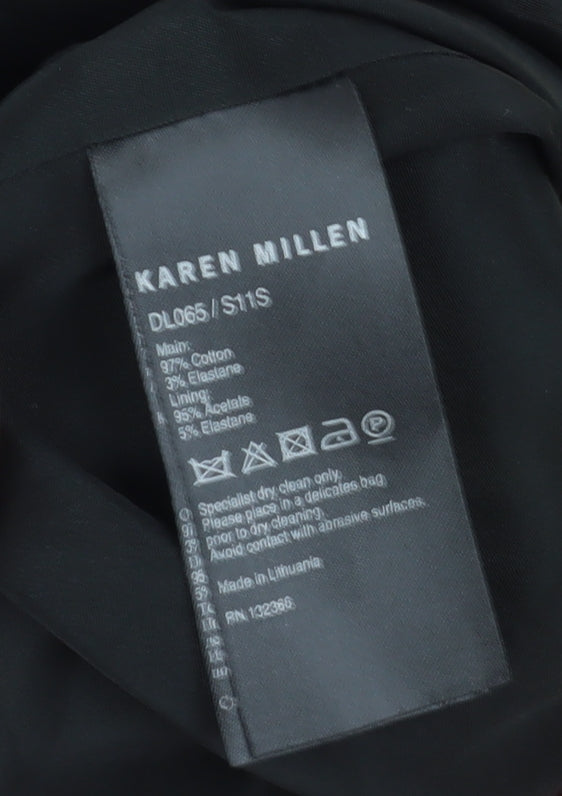 KAREN MILLEN
DL065 / S11S
Main:
97% Cotton
3% Elastane
Lining:
95% Acetate
5% Elastane
P
Specialist dry clean only.
Please place in a delicates bag
prior to dry cleaning.
Avoid contact with abrasive surfaces.
Made in Lithuania
RN 132366